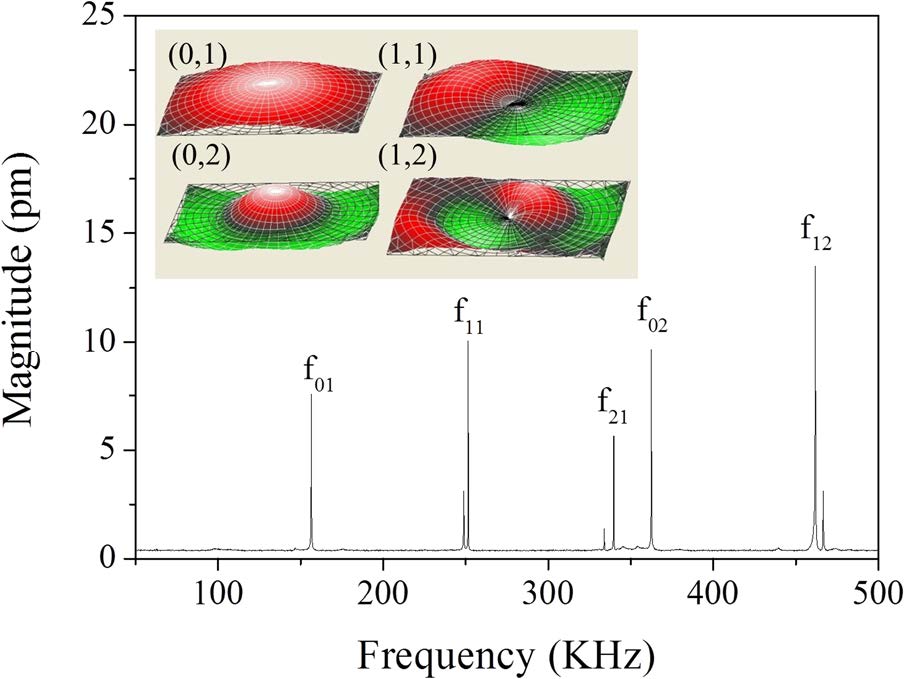 25
20
15
10
5
0
Magnitude (pm)
(0,1) (1,1)
(0,2) (1,2)
f01
f11
f21
f02
f12
100 200 300 400 500
Frequency (KHz)